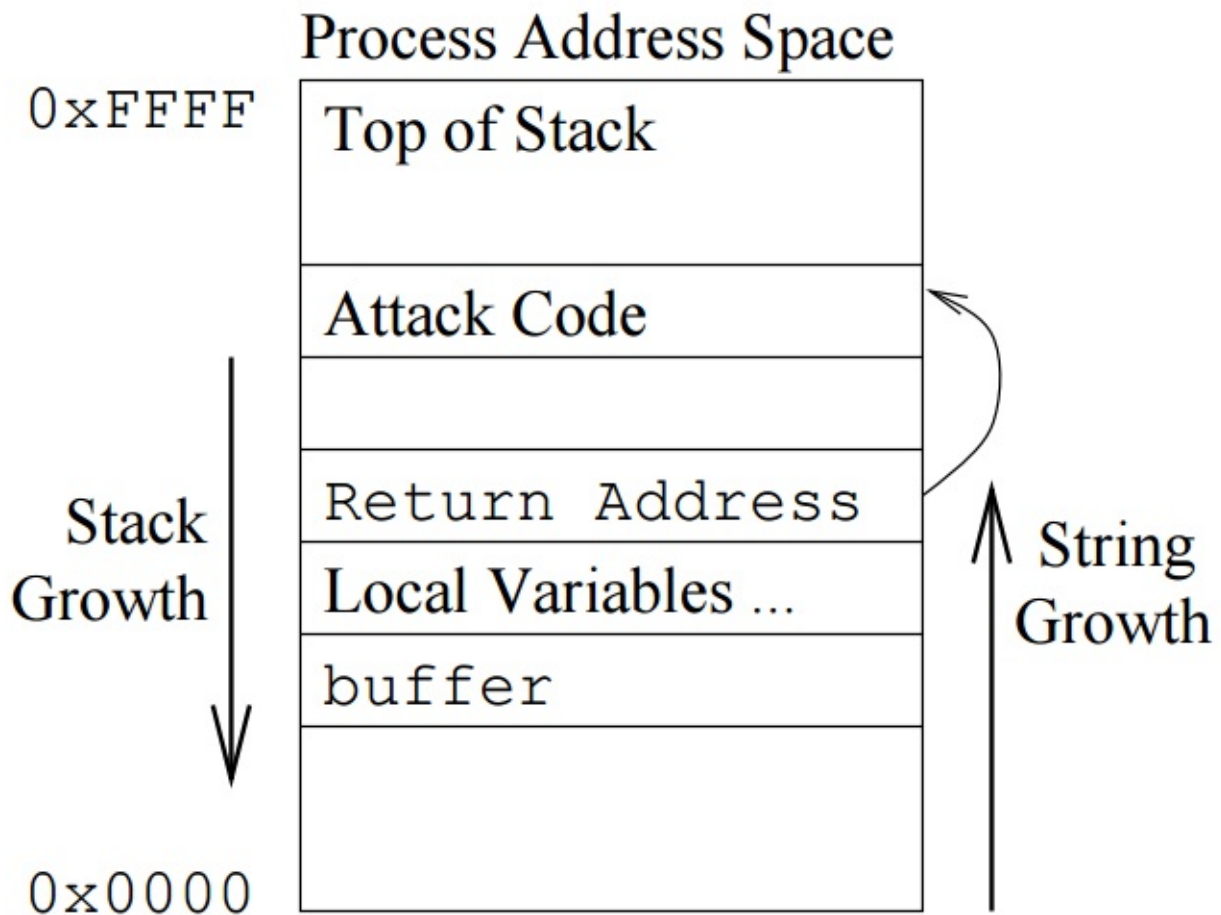 Process Address Space
0xFFFF
Top of Stack
Attack Code
Return Address
Stack
Growth
Local Variables ...
String
Growth
buffer
0x0000